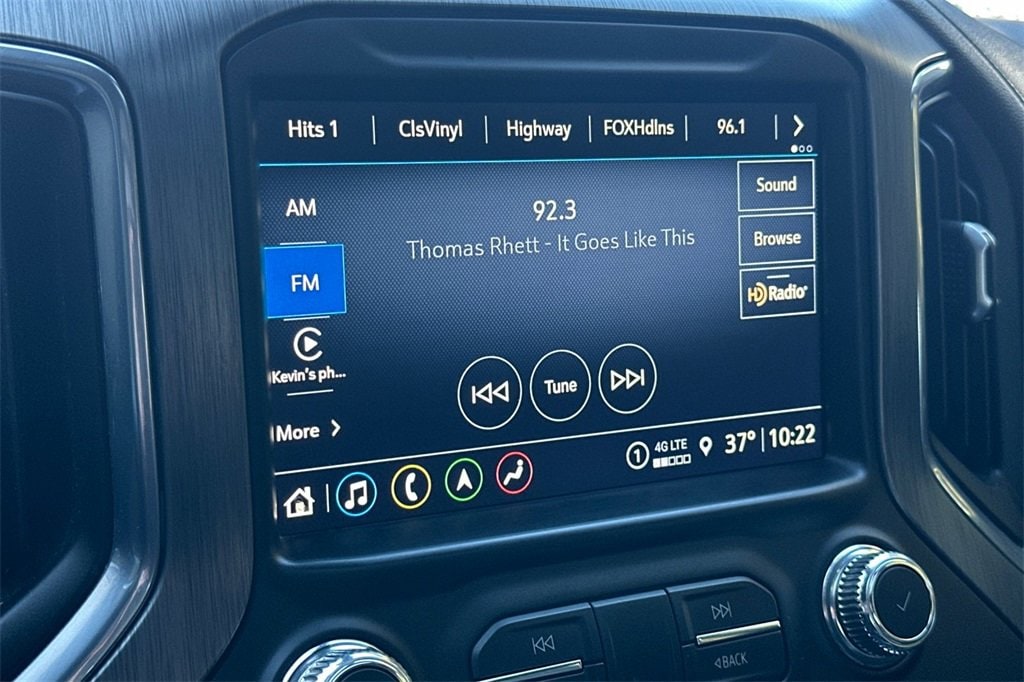 Hits 1 ClsVinyl Highway FOXHdlns 96.1
AM
92.3
Sound
Thomas Rhett - It Goes Like This
Browse
FM
HD Radio
Kevin's ph...
Tune
More
1 4G LTE 37° 10:22
BACK